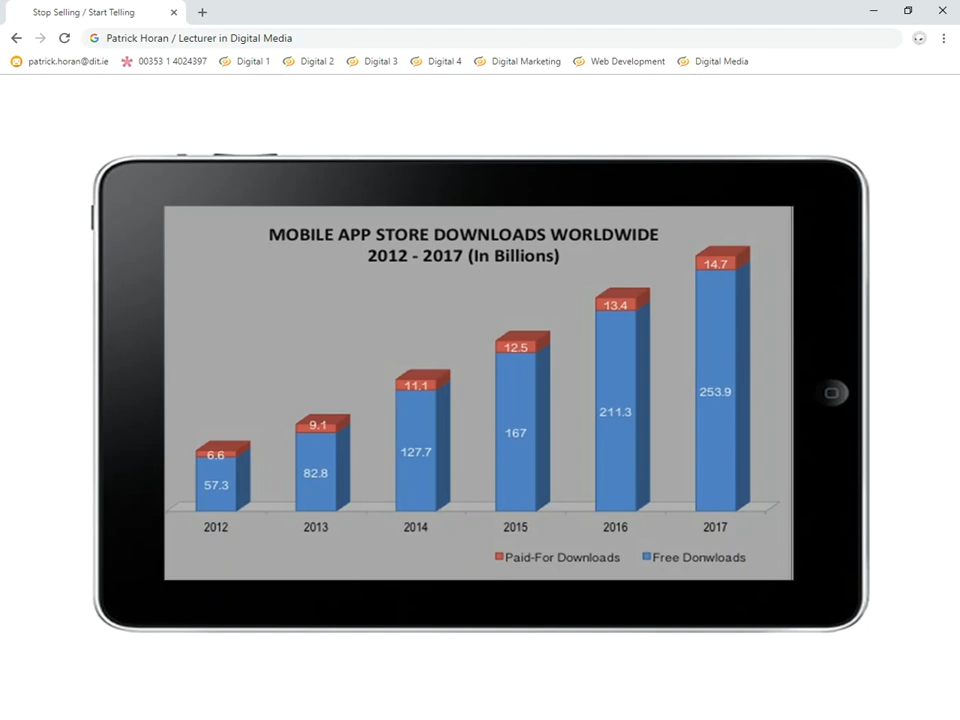 Stop Selling / Start Telling
Patrick Horan / Lecturer in Digital Media
patrick.horan@dit.ie 00353 1 4024397 Digital 1 Digital 2 Digital 3 Digital 4 Digital Marketing Web Development Digital Media
MOBILE APP STORE DOWNLOADS WORLDWIDE
2012 - 2017 (In Billions)
14.7
13.4
12.5
11.1
9.1
6.6
253.9
211.3
167
127.7
82.8
57.3
2012 2013 2014 2015 2016 2017
Paid-For Downloads Free Donwloads